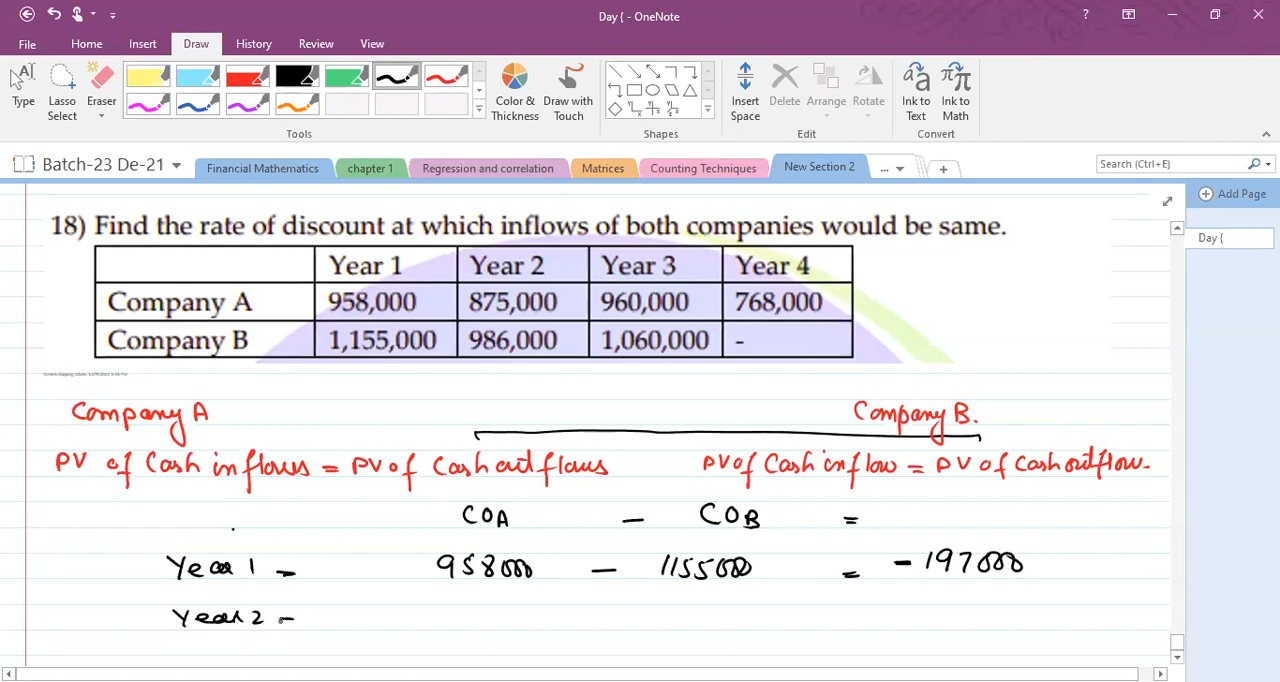 Day { - OneNote
File Home Insert Draw History Review View
Type Lasso Select Eraser Color & Thickness Draw with Touch Insert Space Delete Arrange Rotate Ink to Text Ink to Math
Tools Shapes Edit Convert
Batch-23 De-21 Financial Mathematics chapter 1 Regression and correlation Matrices Counting Techniques New Section 2 ... Search (Ctrl+E)
Add Page
Day {
18) Find the rate of discount at which inflows of both companies would be same.
Year 1 Year 2 Year 3 Year 4
Company A 958,000 875,000 960,000 768,000
Company B 1,155,000 986,000 1,060,000 -
Company A Company B.
PV of Cash inflows = PV of Cash outflows PV of Cash inflow = PV of Cash outflow.
COA - COB =
Year 1 - 958000 - 1155000 = - 197000
Year 2 -